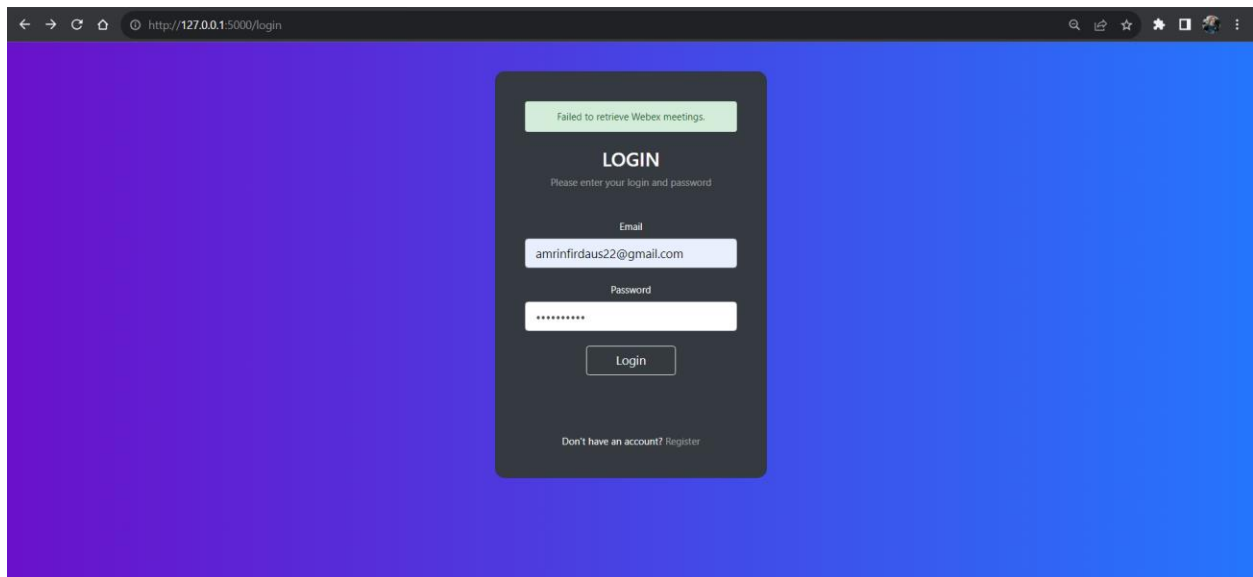 http://127.0.0.1:5000/login
Failed to retrieve Webex meetings.
LOGIN
Please enter your login and password
Email
amrinfirdaus22@gmail.com
Password
••••••••••
Login
Don't have an account? Register